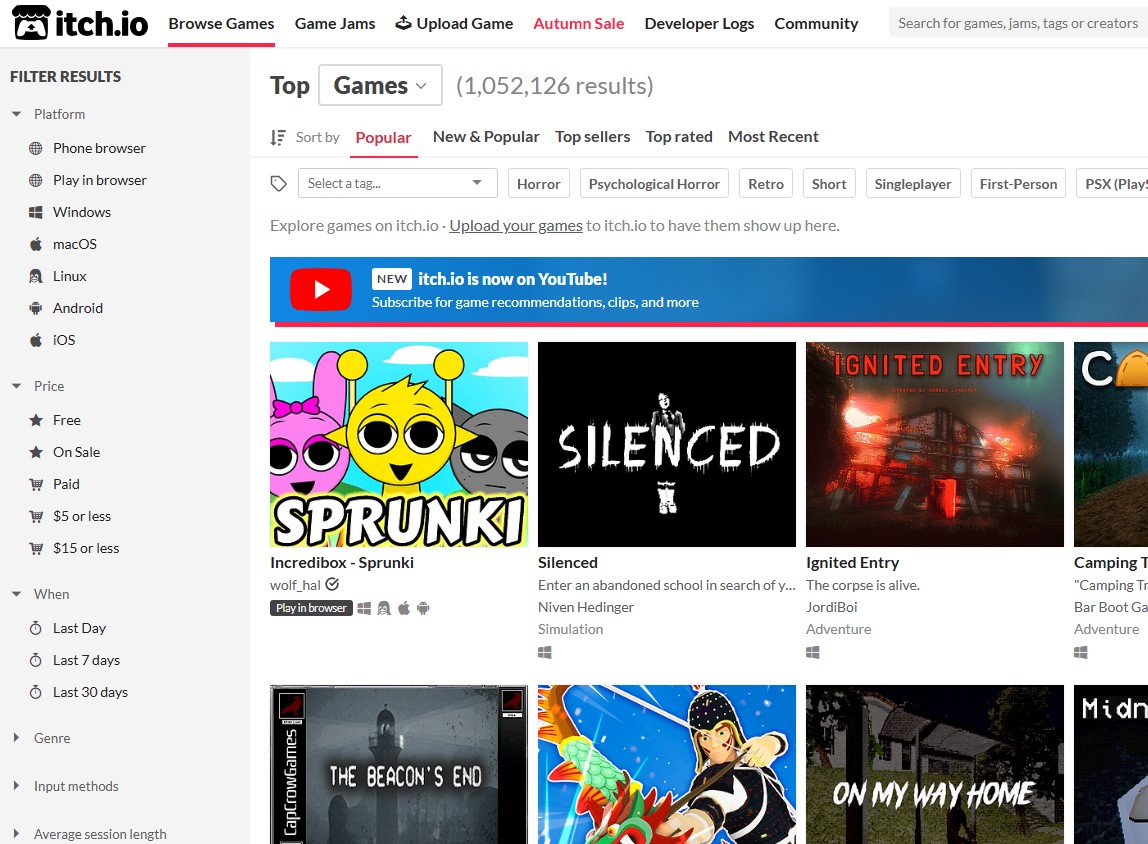 itch.io
Browse Games Game Jams Upload Game Autumn Sale Developer Logs Community
Search for games, jams, tags or creators
FILTER RESULTS
Platform
Phone browser
Play in browser
Windows
macOS
Linux
Android
iOS
Price
Free
On Sale
Paid
$5 or less
$15 or less
When
Last Day
Last 7 days
Last 30 days
Genre
Input methods
Average session length
Top Games (1,052,126 results)
Sort by Popular New & Popular Top sellers Top rated Most Recent
Select a tag... Horror Psychological Horror Retro Short Singleplayer First-Person PSX (PlayS
Explore games on itch.io · Upload your games to itch.io to have them show up here.
NEW itch.io is now on YouTube!
Subscribe for game recommendations, clips, and more
SPRUNKI
Incredibox - Sprunki
wolf_hal
Play in browser
SILENCED
Silenced
Enter an abandoned school in search of y...
Niven Hedinger
Simulation
IGNITED ENTRY
Ignited Entry
The corpse is alive.
JordiBoi
Adventure
CA
Camping T
"Camping Tr
Bar Boot Ga
Adventure
CapCrowGames
THE BEACON'S END
ON MY WAY HOME
Midn